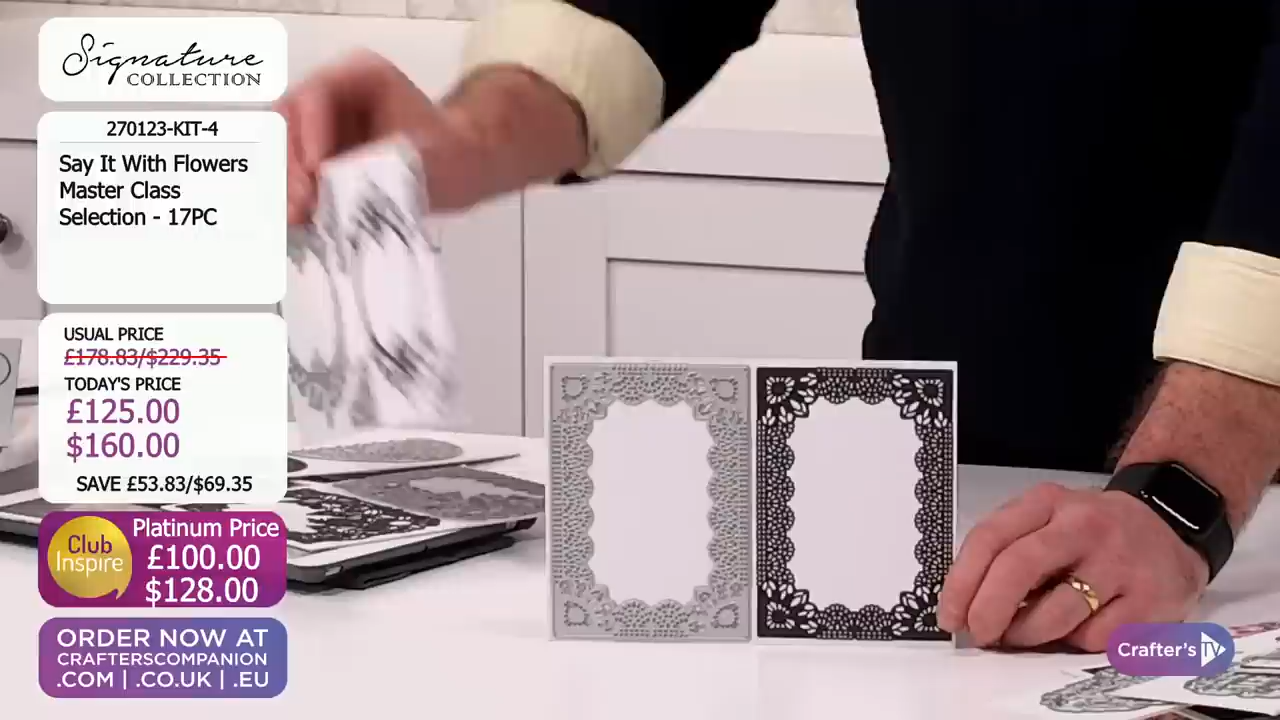 Signature
COLLECTION
270123-KIT-4
Say It With Flowers
Master Class
Selection - 17PC
USUAL PRICE
£178.83/$229.35
TODAY'S PRICE
£125.00
$160.00
SAVE £53.83/$69.35
Club
Inspire
Platinum Price
£100.00
$128.00
ORDER NOW AT
CRAFTERSCOMPANION
.COM | .CO.UK | .EU
Crafter's TV